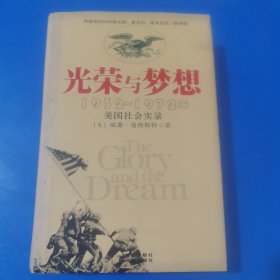 光荣与梦想
1932-1972年
美国社会实录
[美]威廉·曼彻斯特◎著
The
Glory
and the
Dream